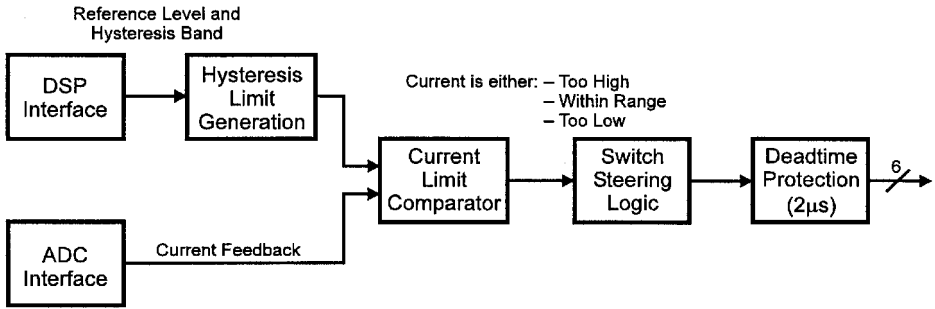 Reference Level and
Hysteresis Band
DSP
Interface
Hysteresis
Limit
Generation
Current is either: – Too High
– Within Range
– Too Low
Current
Limit
Comparator
Switch
Steering
Logic
Deadtime
Protection
(2μs)
6
ADC
Interface
Current Feedback